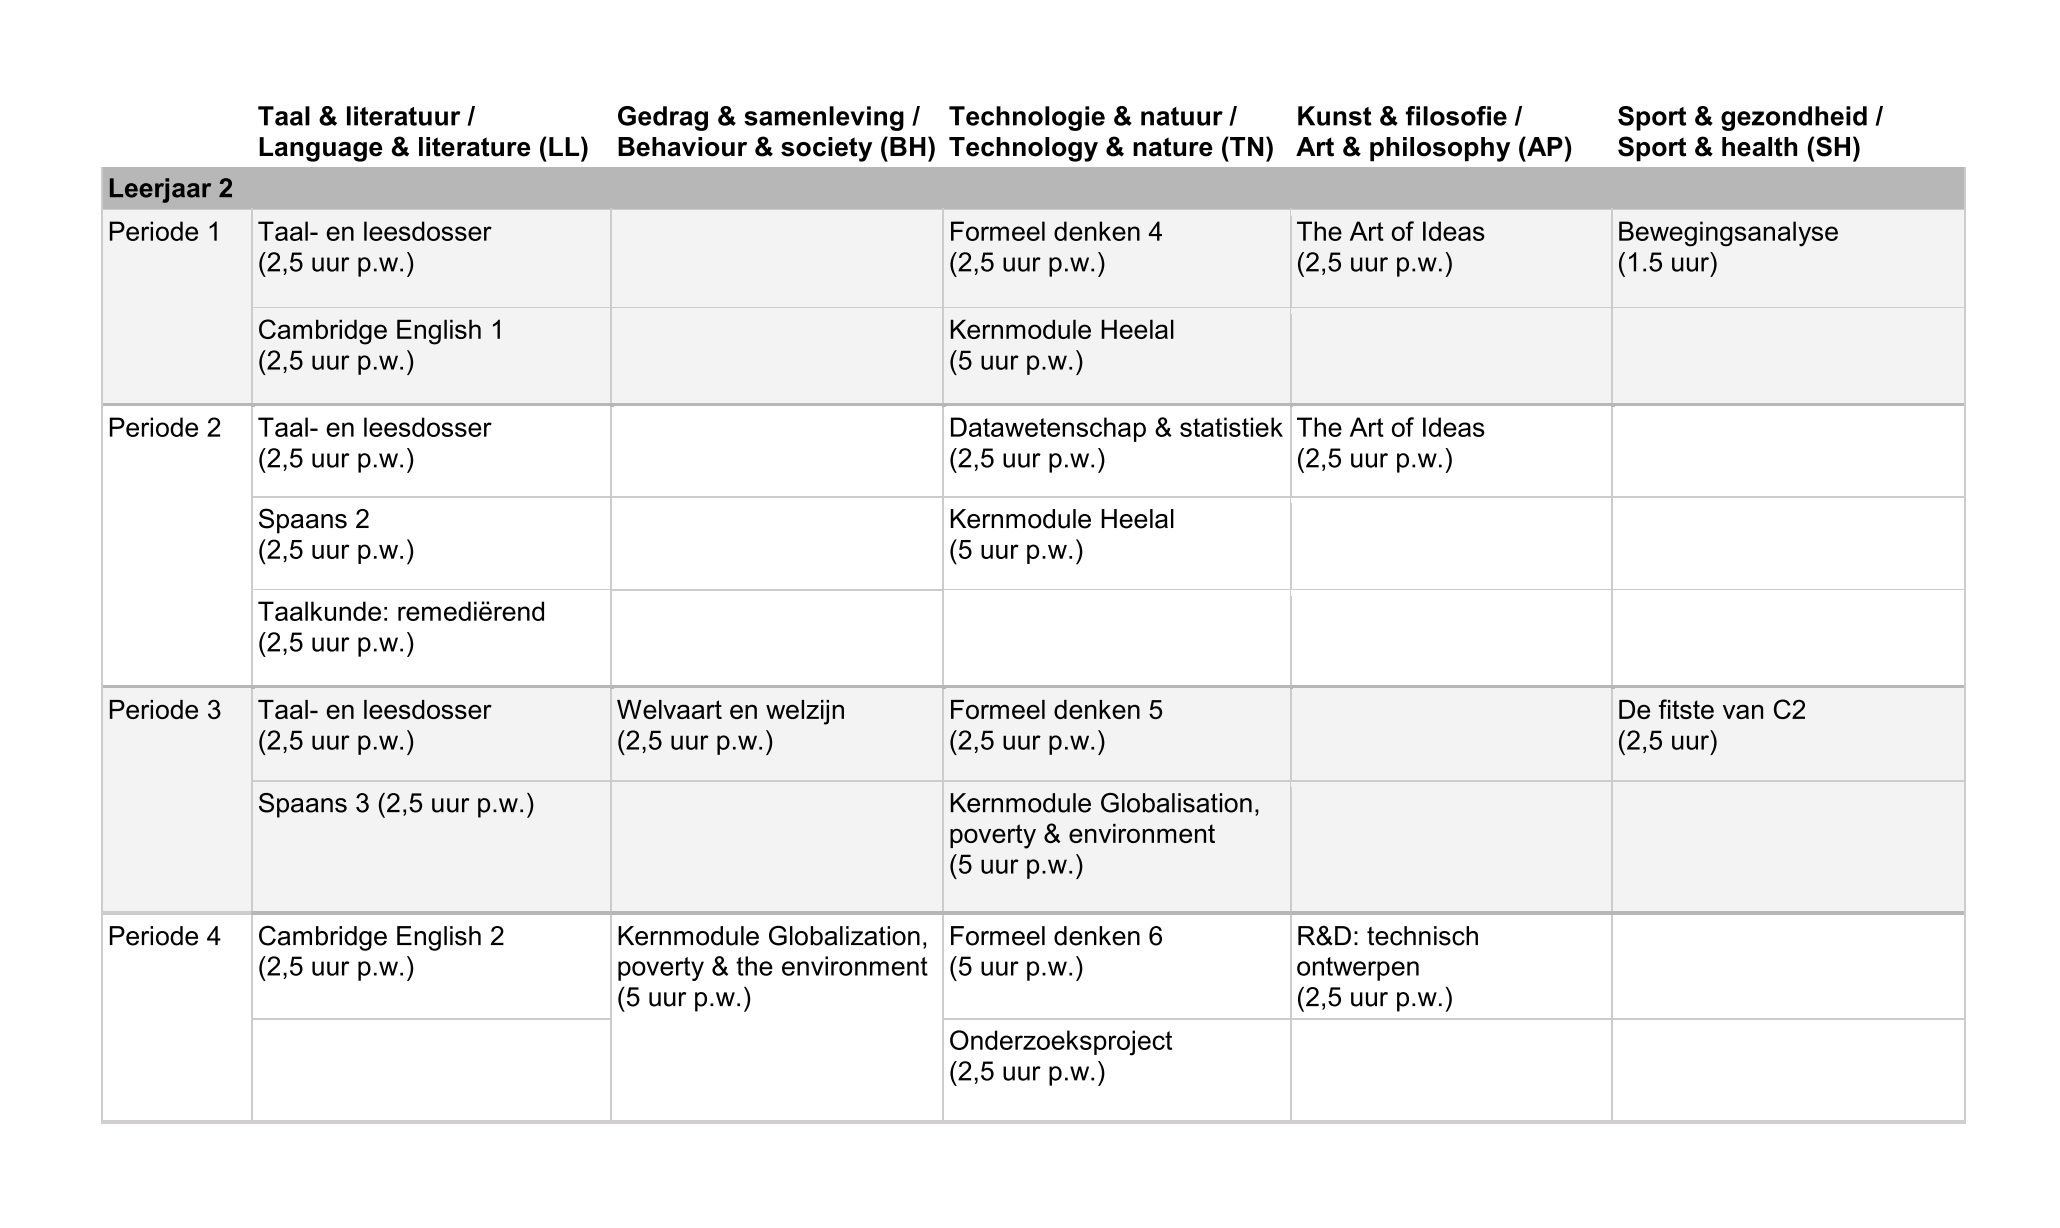 Taal & literatuur /
Language & literature (LL)
Gedrag & samenleving /
Behaviour & society (BH)
Technologie & natuur /
Technology & nature (TN)
Kunst & filosofie /
Art & philosophy (AP)
Sport & gezondheid /
Sport & health (SH)
Leerjaar 2
Periode 1
Taal- en leesdosser
(2,5 uur p.w.)
Formeel denken 4
(2,5 uur p.w.)
The Art of Ideas
(2,5 uur p.w.)
Bewegingsanalyse
(1.5 uur)
Cambridge English 1
(2,5 uur p.w.)
Kernmodule Heelal
(5 uur p.w.)
Periode 2
Taal- en leesdosser
(2,5 uur p.w.)
Datawetenschap & statistiek
(2,5 uur p.w.)
The Art of Ideas
(2,5 uur p.w.)
Spaans 2
(2,5 uur p.w.)
Kernmodule Heelal
(5 uur p.w.)
Taalkunde: remediërend
(2,5 uur p.w.)
Periode 3
Taal- en leesdosser
(2,5 uur p.w.)
Welvaart en welzijn
(2,5 uur p.w.)
Formeel denken 5
(2,5 uur p.w.)
De fitste van C2
(2,5 uur)
Spaans 3 (2,5 uur p.w.)
Kernmodule Globalisation,
poverty & environment
(5 uur p.w.)
Periode 4
Cambridge English 2
(2,5 uur p.w.)
Kernmodule Globalization,
poverty & the environment
(5 uur p.w.)
Formeel denken 6
(5 uur p.w.)
R&D: technisch
ontwerpen
(2,5 uur p.w.)
Onderzoeksproject
(2,5 uur p.w.)